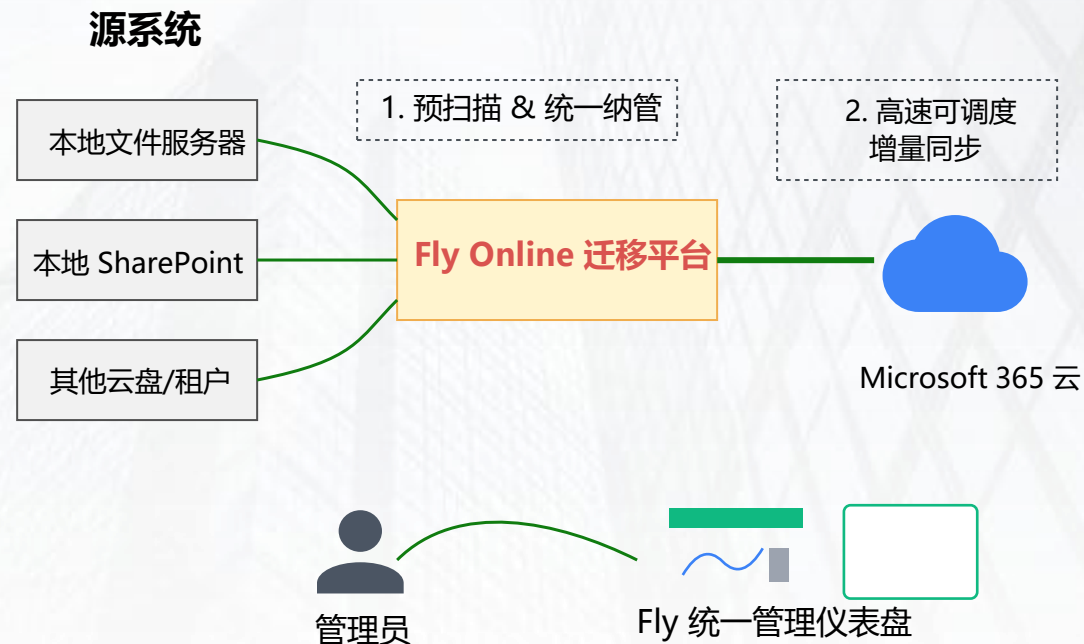 源系统
1. 预扫描 & 统一纳管
2. 高速可调度
增量同步
本地文件服务器
本地 SharePoint
其他云盘/租户
Fly Online 迁移平台
Microsoft 365 云
管理员
Fly 统一管理仪表盘